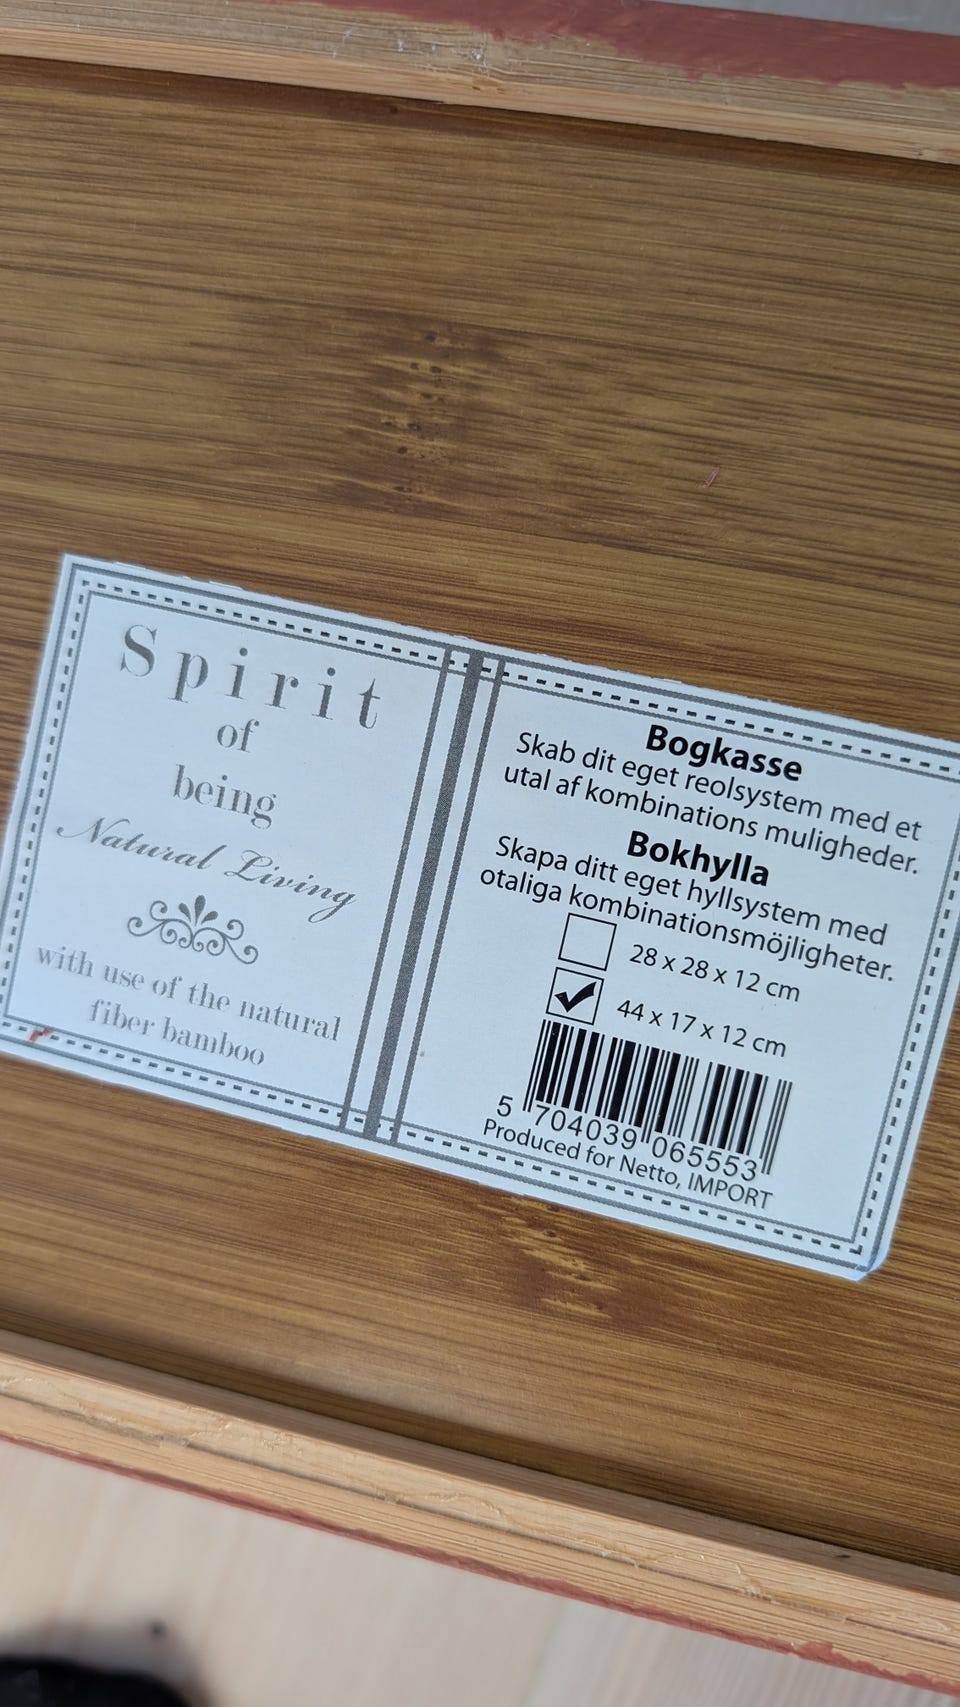 Spirit
of
being
Natural Living
with use of the natural
fiber bamboo
Bogkasse
Skab dit eget reolsystem med et
utal af kombinations muligheder.
Bokhylla
Skapa ditt eget hyllsystem med
otaliga kombinationsmöjligheter.
28 x 28 x 12 cm
44 x 17 x 12 cm
5 704039 065553
Produced for Netto, IMPORT